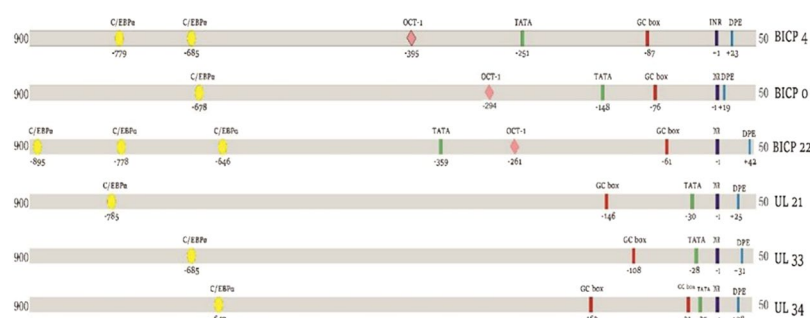 C/EBPα C/EBPα OCT-1 TATA GC box INR DPE
900 50 BICP 4
-779 -685 -395 -251 -87 -1 +23
C/EBPα OCT-1 TATA GC box DPE
900 50 BICP 0
-678 -294 -148 -76 -1 +19
C/EBPα C/EBPα C/EBPα TATA OCT-1 GC box DPE
900 50 BICP 22
-895 -778 -646 -359 -261 -61 -1 +42
C/EBPα GC box TATA DPE
900 50 UL 21
-785 -146 -30 -1 +25
C/EBPα GC box TATA DPE
900 50 UL 33
-685 -108 -28 -1 +31
C/EBPα GC box GC box TATA DPE
900 50 UL 34